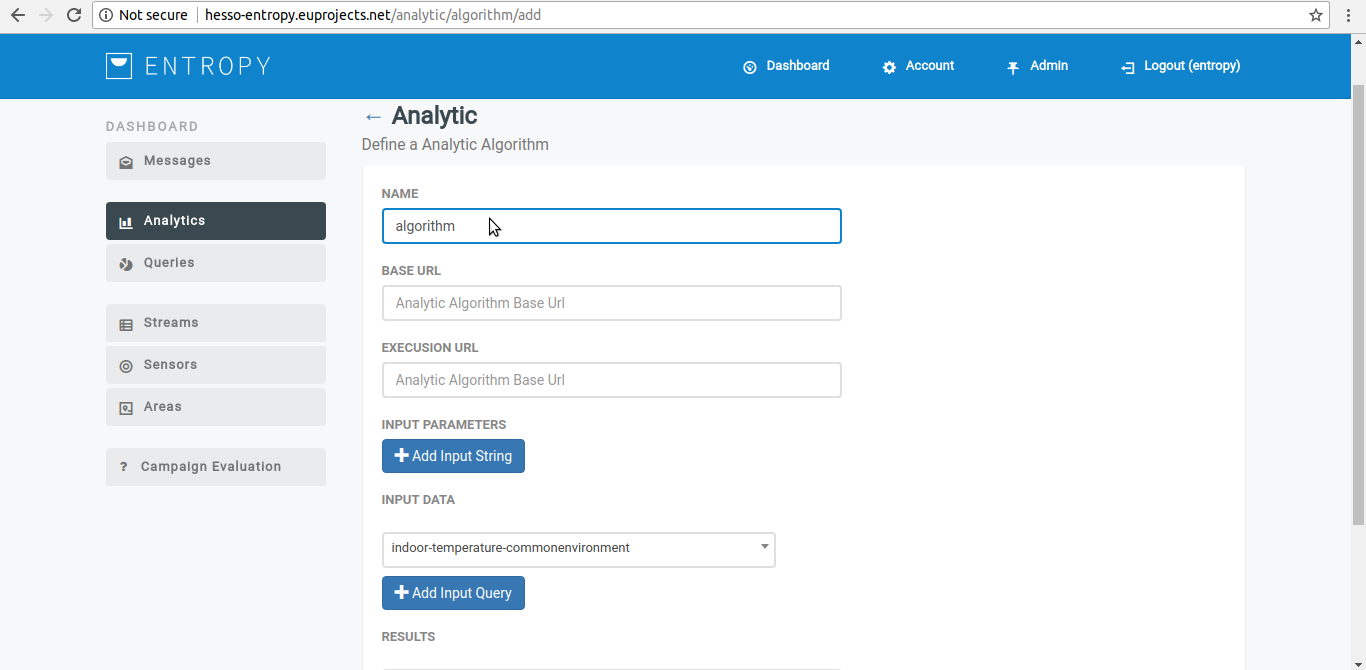 Not secure hesso-entropy.euprojects.net/analytic/algorithm/add
ENTROPY Dashboard Account Admin Logout (entropy)
DASHBOARD
Messages
Analytics
Queries
Streams
Sensors
Areas
? Campaign Evaluation
← Analytic
Define a Analytic Algorithm
NAME
algorithm
BASE URL
Analytic Algorithm Base Url
EXECUSION URL
Analytic Algorithm Base Url
INPUT PARAMETERS
+ Add Input String
INPUT DATA
indoor-temperature-commonenvironment
+ Add Input Query
RESULTS